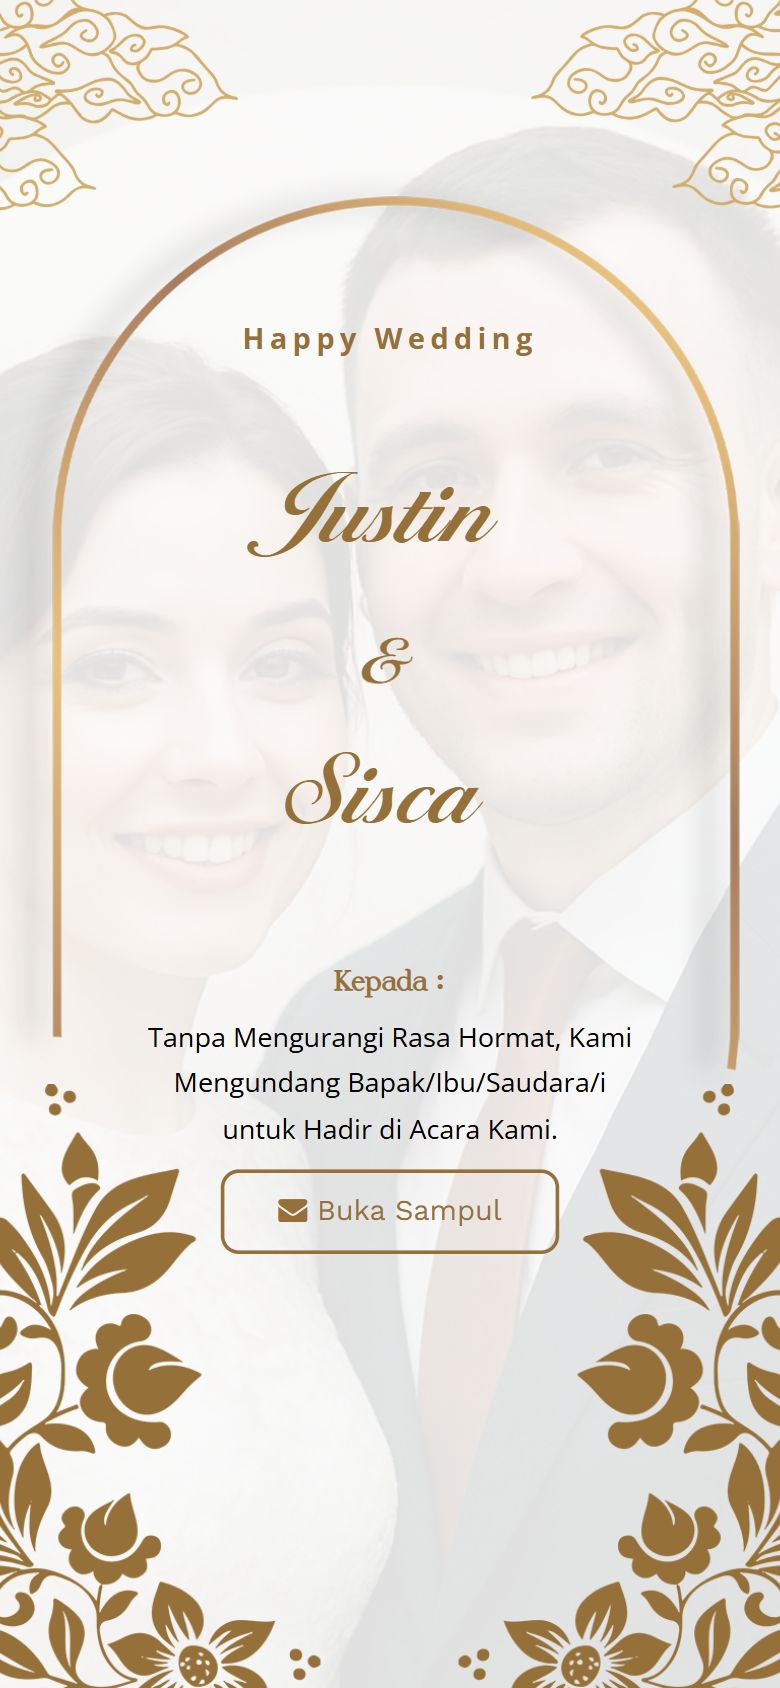 Happy Wedding
Justin
&
Sisca
Kepada :
Tanpa Mengurangi Rasa Hormat, Kami
Mengundang Bapak/Ibu/Saudara/i
untuk Hadir di Acara Kami.
Buka Sampul